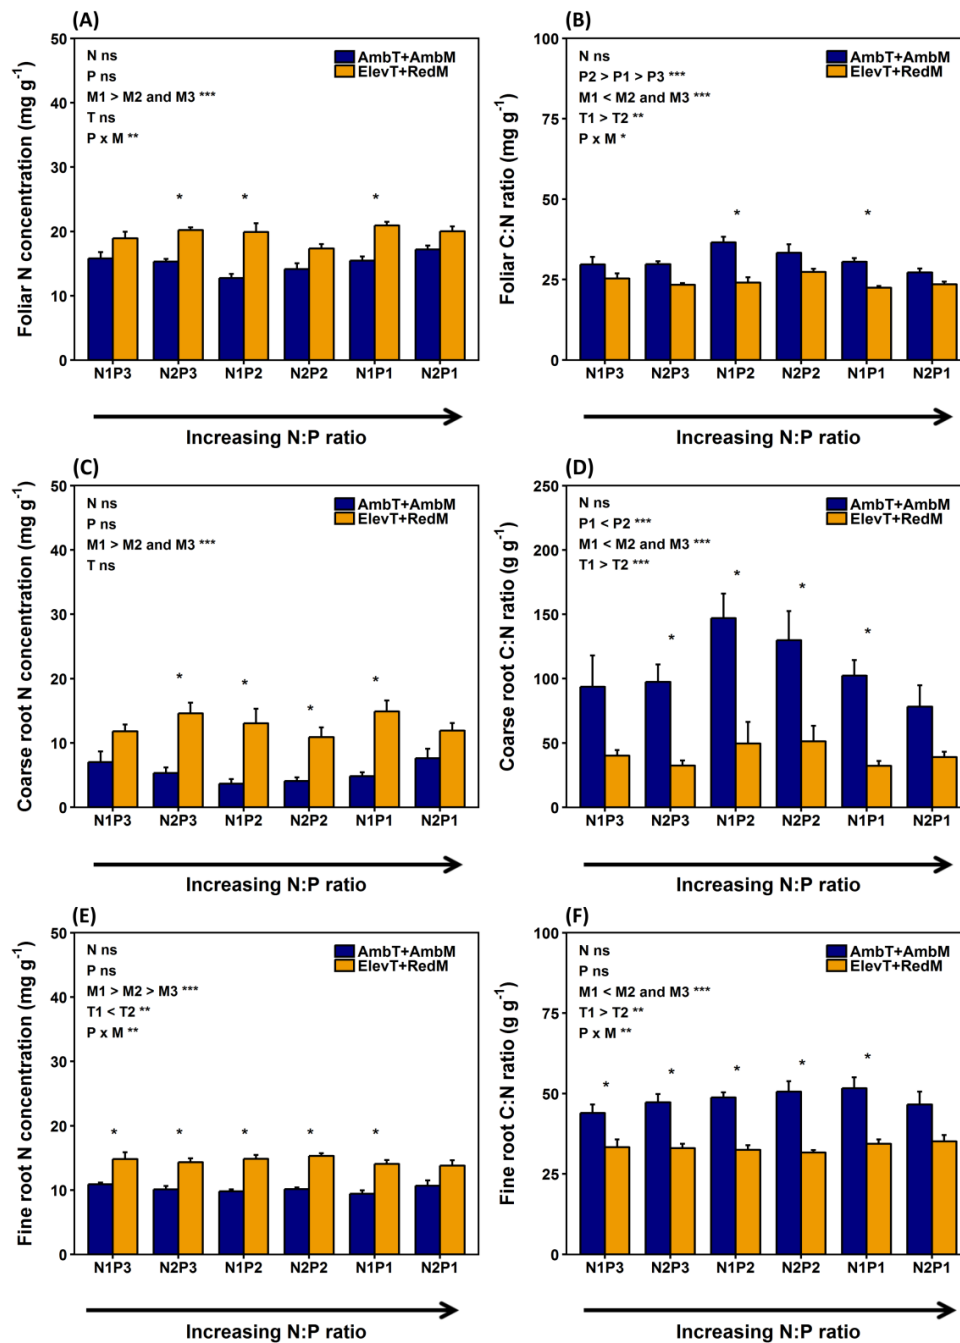 (A)
Foliar N concentration (mg g⁻¹)
50
40
30
20
10
0
N ns
P ns
M1 > M2 and M3 ***
T ns
P x M **
AmbT+AmbM
ElevT+RedM
* * *
N1P3 N2P3 N1P2 N2P2 N1P1 N2P1
Increasing N:P ratio
(B)
Foliar C:N ratio (mg g⁻¹)
100
75
50
25
0
N ns
P2 > P1 > P3 ***
M1 < M2 and M3 ***
T1 > T2 **
P x M *
AmbT+AmbM
ElevT+RedM
* *
N1P3 N2P3 N1P2 N2P2 N1P1 N2P1
Increasing N:P ratio
(C)
Coarse root N concentration (mg g⁻¹)
50
40
30
20
10
0
N ns
P ns
M1 > M2 and M3 ***
T ns
AmbT+AmbM
ElevT+RedM
* * * *
N1P3 N2P3 N1P2 N2P2 N1P1 N2P1
Increasing N:P ratio
(D)
Coarse root C:N ratio (g g⁻¹)
250
200
150
100
50
0
N ns
P1 < P2 ***
M1 < M2 and M3 ***
T1 > T2 ***
AmbT+AmbM
ElevT+RedM
* * * *
N1P3 N2P3 N1P2 N2P2 N1P1 N2P1
Increasing N:P ratio
(E)
Fine root N concentration (mg g⁻¹)
50
40
30
20
10
0
N ns
P ns
M1 > M2 > M3 ***
T1 < T2 **
P x M **
AmbT+AmbM
ElevT+RedM
* * * * *
N1P3 N2P3 N1P2 N2P2 N1P1 N2P1
Increasing N:P ratio
(F)
Fine root C:N ratio (g g⁻¹)
100
75
50
25
0
N ns
P ns
M1 < M2 and M3 ***
T1 > T2 **
P x M **
AmbT+AmbM
ElevT+RedM
* * * * *
N1P3 N2P3 N1P2 N2P2 N1P1 N2P1
Increasing N:P ratio